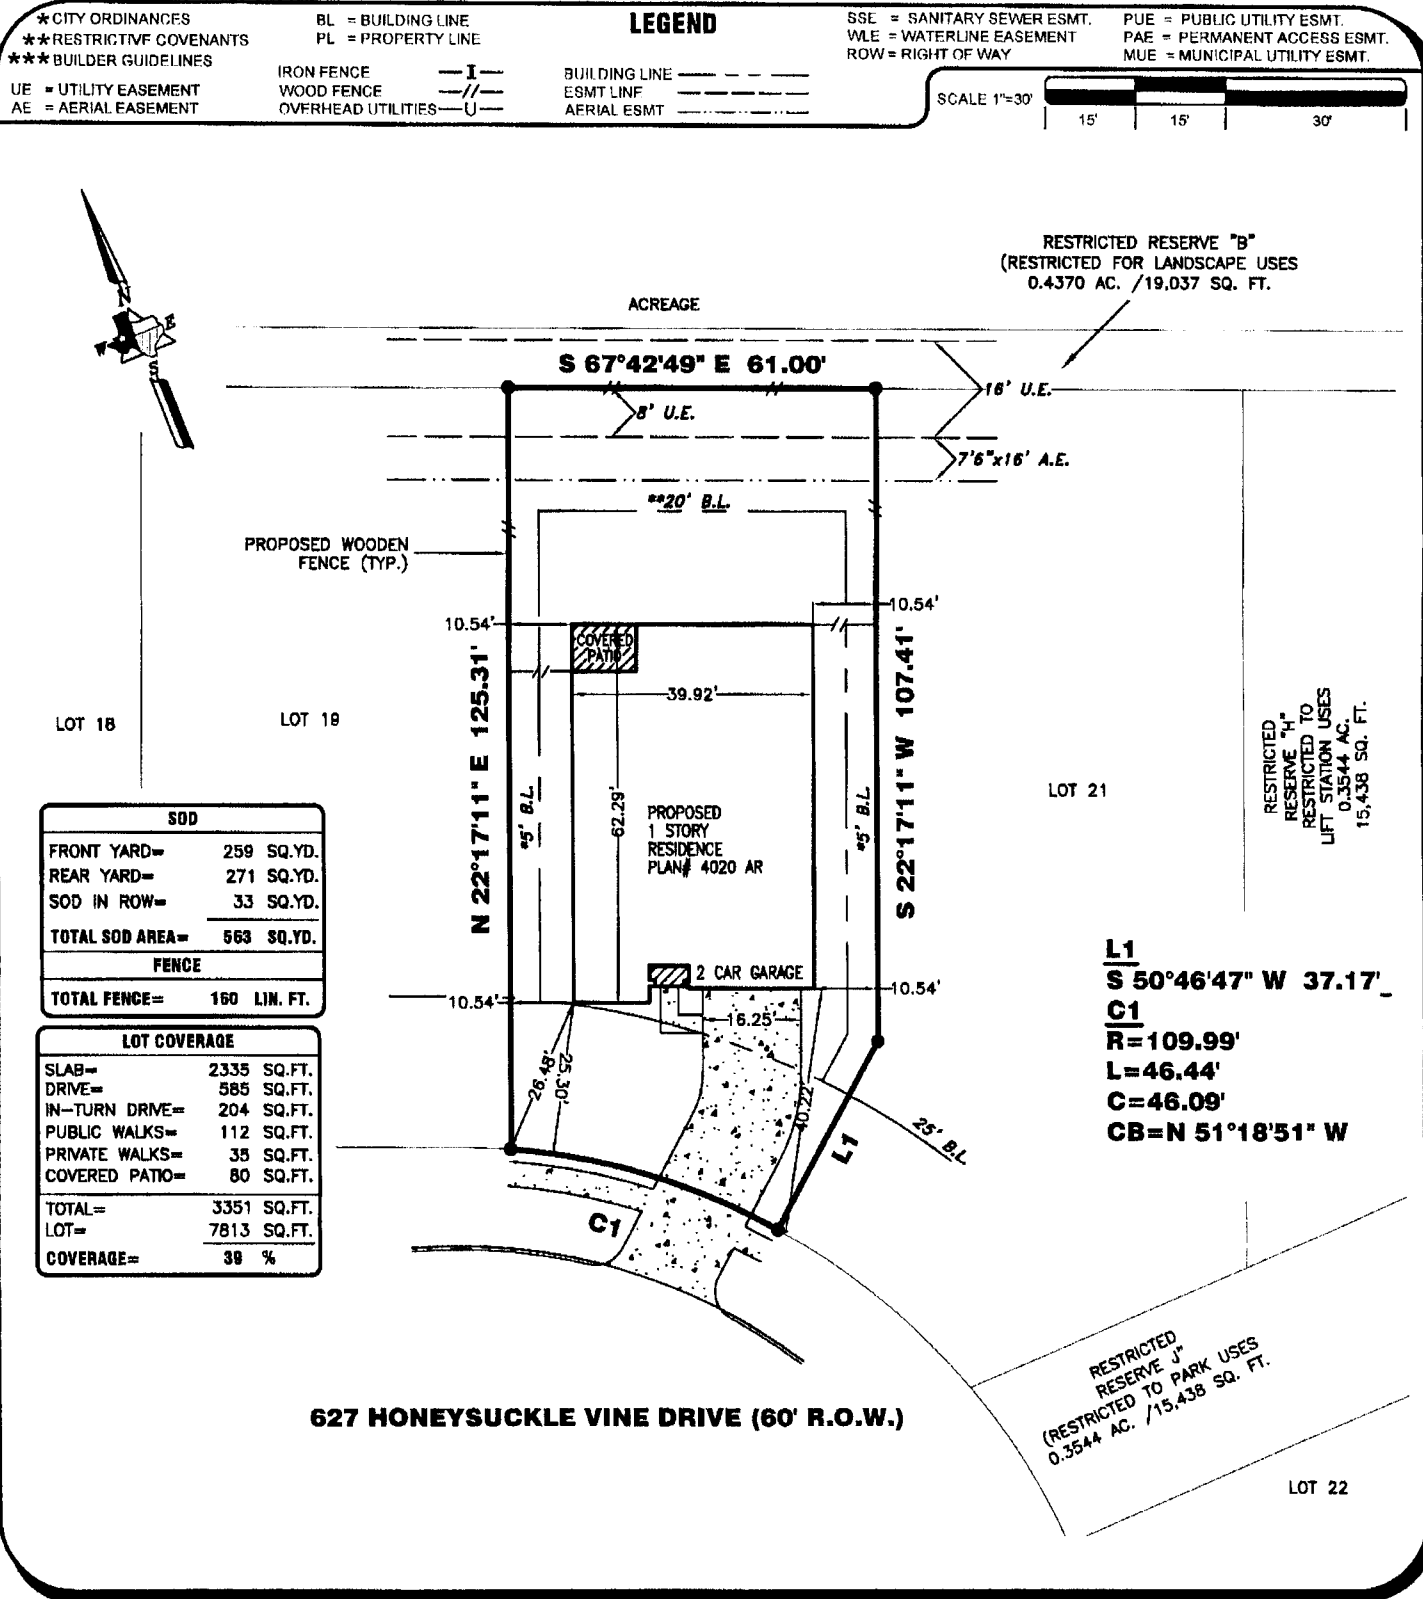 *CITY ORDINANCES
**RESTRICTIVE COVENANTS
***BUILDER GUIDELINES
UE = UTILITY EASEMENT
AE = AERIAL EASEMENT
BL = BUILDING LINE
PL = PROPERTY LINE
IRON FENCE I
WOOD FENCE //
OVERHEAD UTILITIES U
LEGEND
BUILDING LINE
ESMT LINE
AERIAL ESMT
SSE = SANITARY SEWER ESMT.
WLE = WATERLINE EASEMENT
ROW = RIGHT OF WAY
PUE = PUBLIC UTILITY ESMT.
PAE = PERMANENT ACCESS ESMT.
MUE = MUNICIPAL UTILITY ESMT.
SCALE 1"=30'
15' 15' 30'
N
E
W
S
RESTRICTED RESERVE "B"
(RESTRICTED FOR LANDSCAPE USES
0.4370 AC. /19,037 SQ. FT.
ACREAGE
S 67°42'49" E 61.00'
16' U.E.
8' U.E.
7'6"x16' A.E.
**20' B.L.
PROPOSED WOODEN
FENCE (TYP.)
10.54'
10.54'
COVERED
PATIO
39.92'
N 22°17'11" E 125.31'
S 22°17'11" W 107.41'
LOT 18
LOT 19
LOT 21
RESTRICTED
RESERVE "H"
RESTRICTED TO
LIFT STATION USES
0.3544 AC.
15,438 SQ. FT.
*5' B.L.
62.29'
PROPOSED
1 STORY
RESIDENCE
PLAN# 4020 AR
*5' B.L.
SOD
FRONT YARD= 259 SQ.YD.
REAR YARD= 271 SQ.YD.
SOD IN ROW= 33 SQ.YD.
TOTAL SOD AREA= 563 SQ.YD.
FENCE
TOTAL FENCE= 160 LIN. FT.
2 CAR GARAGE
10.54'
10.54'
16.25'
26.48'
25.30'
40.22'
L1
25' B.L.
C1
L1
S 50°46'47" W 37.17'
C1
R=109.99'
L=46.44'
C=46.09'
CB=N 51°18'51" W
LOT COVERAGE
SLAB= 2335 SQ.FT.
DRIVE= 585 SQ.FT.
IN-TURN DRIVE= 204 SQ.FT.
PUBLIC WALKS= 112 SQ.FT.
PRIVATE WALKS= 35 SQ.FT.
COVERED PATIO= 80 SQ.FT.
TOTAL= 3351 SQ.FT.
LOT= 7813 SQ.FT.
COVERAGE= 39 %
RESTRICTED
RESERVE J"
(RESTRICTED TO PARK USES
0.3544 AC. /15,438 SQ. FT.
627 HONEYSUCKLE VINE DRIVE (60' R.O.W.)
LOT 22